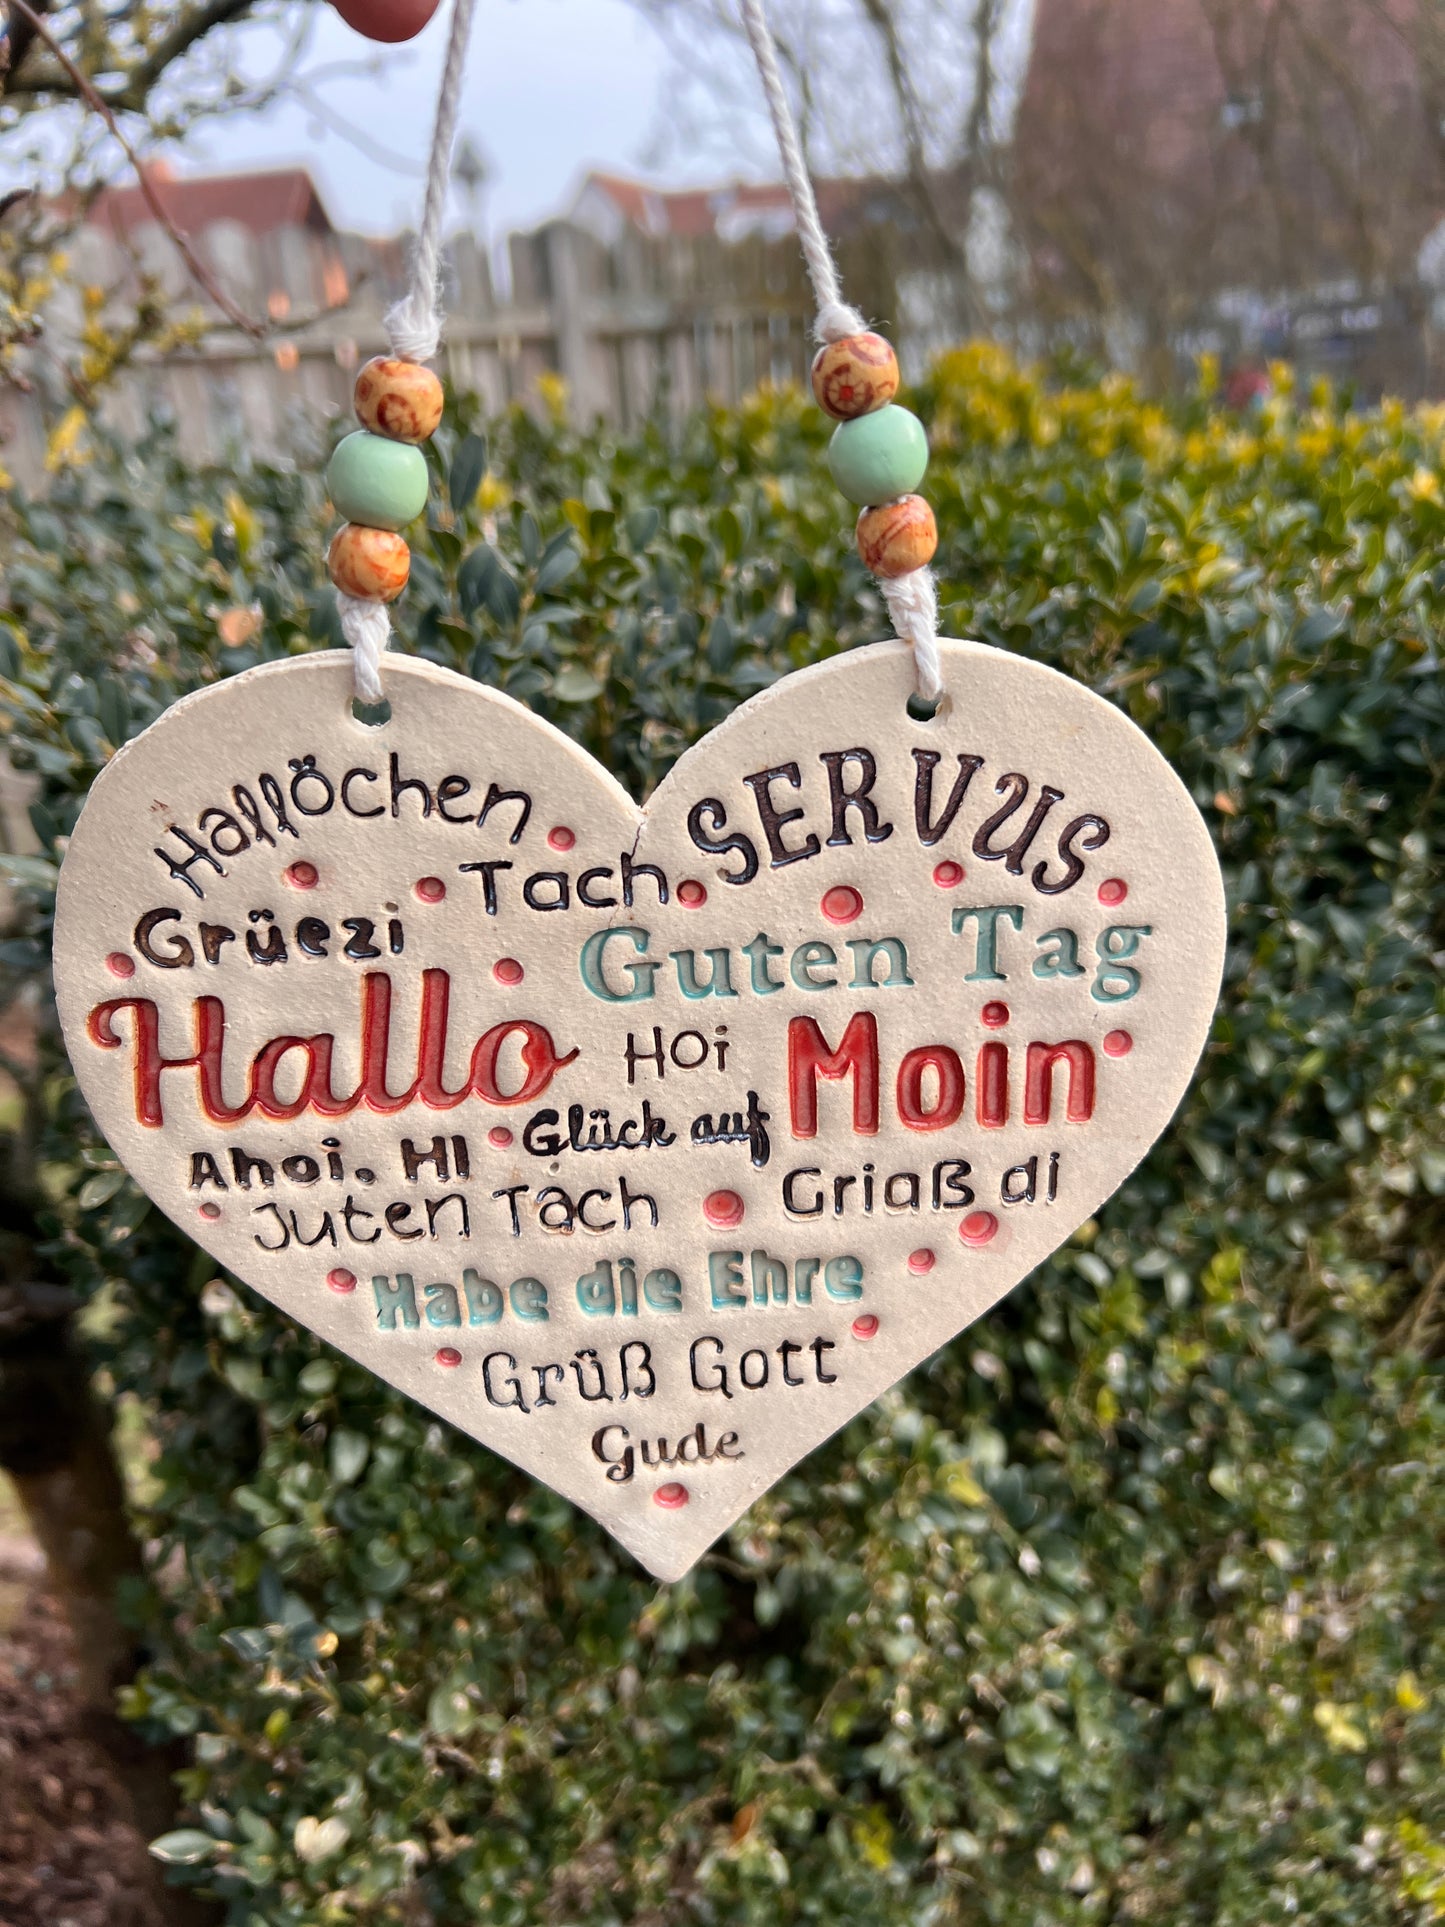 Hallöchen
SERVUS
Tach
Grüezi
Guten Tag
Hallo
Hoi
Moin
Glück auf
Ahoi. HI
Griaß di
Juten Tach
Habe die Ehre
Grüß Gott
Gude